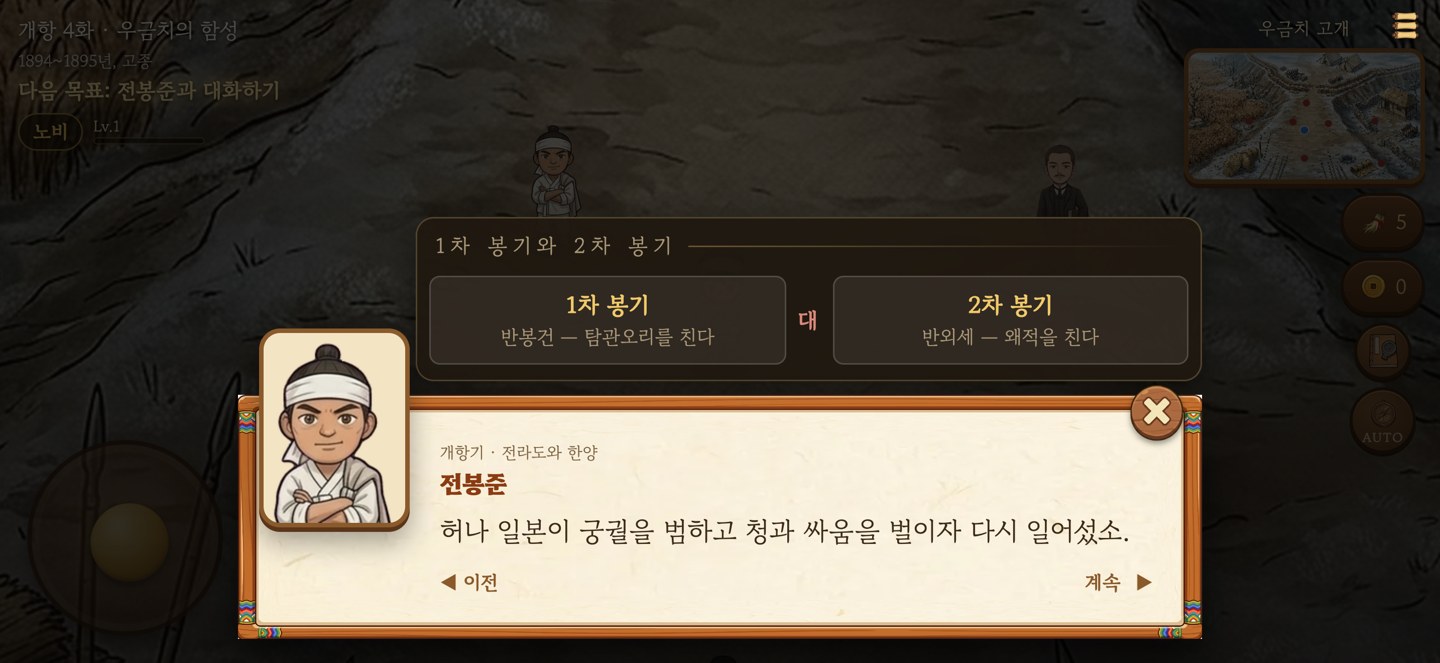 개항 4화 · 우금치의 함성
1894~1895년, 고종
다음 목표: 전봉준과 대화하기
노비
Lv.1
우금치 고개
5
0
AUTO
1차 봉기와 2차 봉기
1차 봉기
반봉건 — 탐관오리를 친다
대
2차 봉기
반외세 — 왜적을 친다
개항기 · 전라도와 한양
전봉준
허나 일본이 궁궐을 범하고 청과 싸움을 벌이자 다시 일어섰소.
◀ 이전
계속 ▶